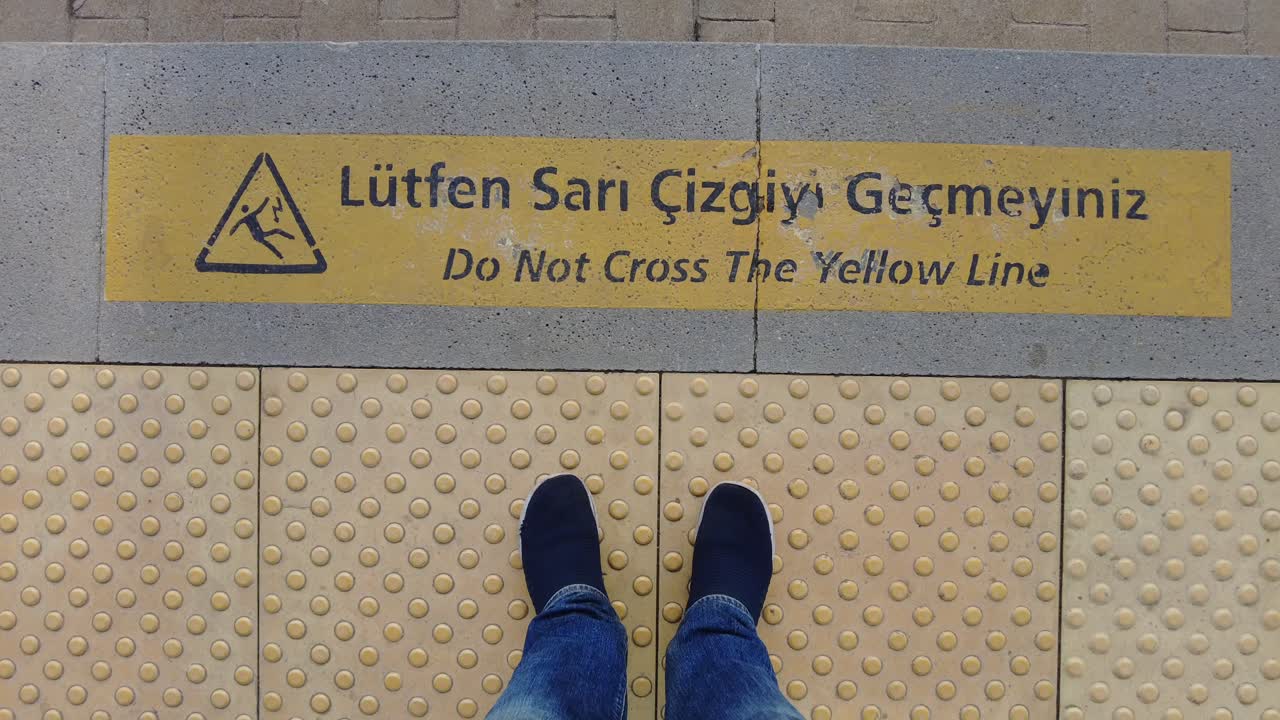 Lütfen Sarı Çizgiyi Geçmeyiniz
Do Not Cross The Yellow Line